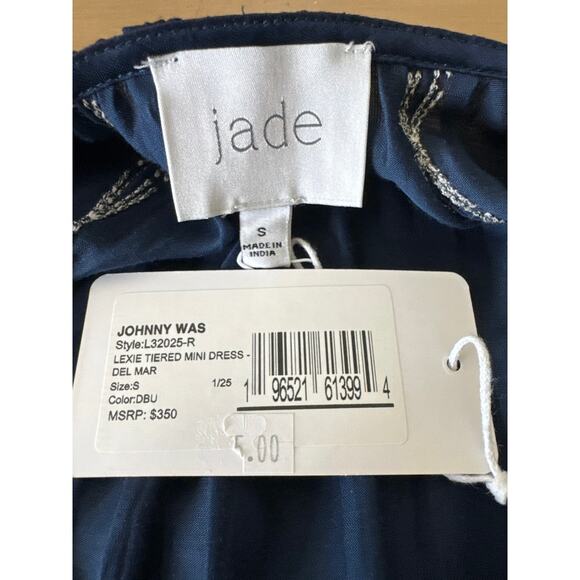 jade
S
MADE IN
INDIA
JOHNNY WAS
Style:L32025-R
LEXIE TIERED MINI DRESS -
DEL MAR
Size:S 1/25
Color:DBU
MSRP: $350
1 96521 61399 4
5.00